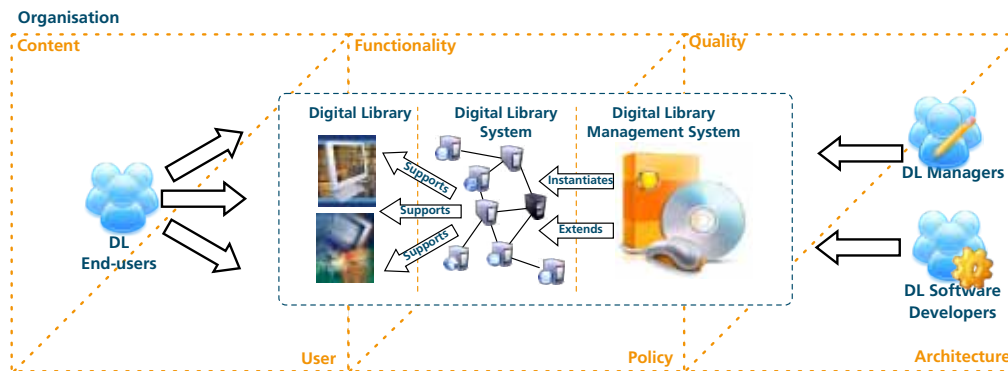 Organisation
Content
Functionality
Quality
Digital Library
Digital Library
System
Digital Library
Management System
Supports
Supports
Supports
Instantiates
Extends
DL
End-users
DL Managers
DL Software
Developers
User
Policy
Architecture